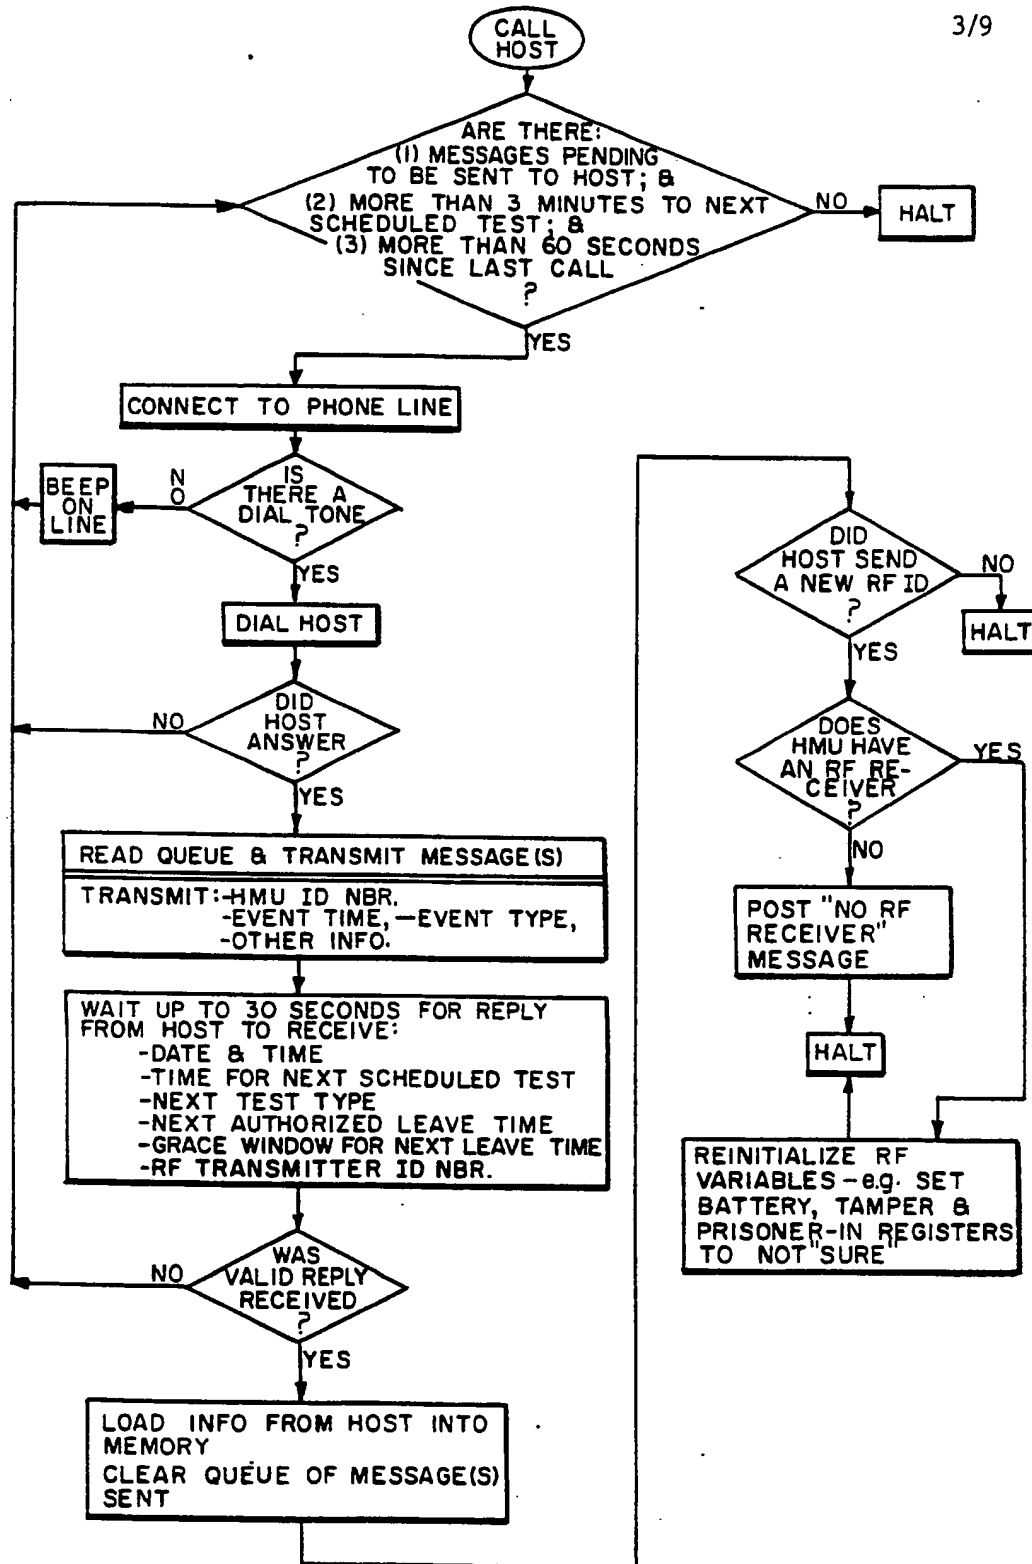 3/9
CALL
HOST
ARE THERE:
(1) MESSAGES PENDING
TO BE SENT TO HOST; &
(2) MORE THAN 3 MINUTES TO NEXT
SCHEDULED TEST; &
(3) MORE THAN 60 SECONDS
SINCE LAST CALL
?
NO
HALT
YES
CONNECT TO PHONE LINE
IS
THERE A
DIAL TONE
?
NO
BEEP
ON
LINE
YES
DIAL HOST
DID
HOST
ANSWER
?
NO
YES
READ QUEUE & TRANSMIT MESSAGE(S)
TRANSMIT:-HMU ID NBR.
-EVENT TIME, —EVENT TYPE,
-OTHER INFO.
WAIT UP TO 30 SECONDS FOR REPLY
FROM HOST TO RECEIVE:
-DATE & TIME
-TIME FOR NEXT SCHEDULED TEST
-NEXT TEST TYPE
-NEXT AUTHORIZED LEAVE TIME
-GRACE WINDOW FOR NEXT LEAVE TIME
-RF TRANSMITTER ID NBR.
WAS
VALID REPLY
RECEIVED
?
NO
YES
LOAD INFO FROM HOST INTO
MEMORY
CLEAR QUEUE OF MESSAGE(S)
SENT
DID
HOST SEND
A NEW RF ID
?
NO
HALT
YES
DOES
HMU HAVE
AN RF RE-
CEIVER
?
YES
NO
POST "NO RF
RECEIVER"
MESSAGE
HALT
REINITIALIZE RF
VARIABLES - e.g. SET
BATTERY, TAMPER &
PRISONER-IN REGISTERS
TO NOT "SURE"